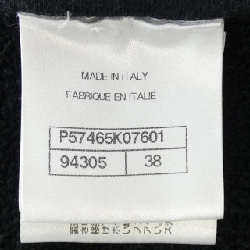 MADE IN ITALY
FABRIQUE EN ITALIE
P57465K07601
94305 38